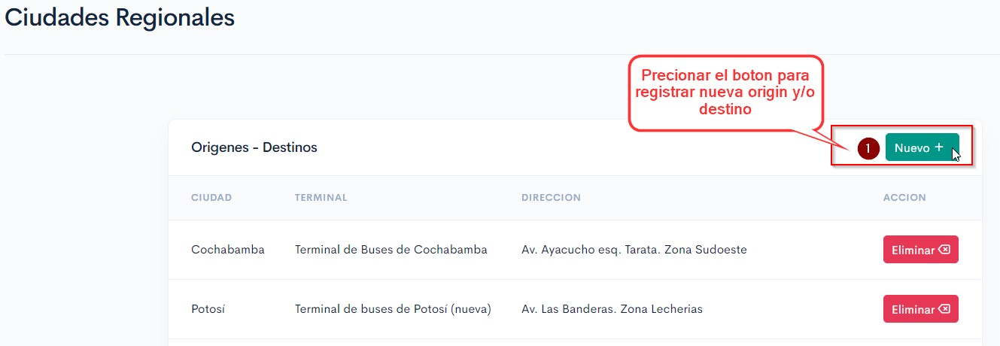 Ciudades Regionales
Precionar el boton para
registrar nueva origin y/o
destino
Origenes - Destinos
1
Nuevo +
CIUDAD TERMINAL DIRECCION ACCION
Cochabamba Terminal de Buses de Cochabamba Av. Ayacucho esq. Tarata. Zona Sudoeste Eliminar
Potosí Terminal de buses de Potosí (nueva) Av. Las Banderas. Zona Lecherias Eliminar